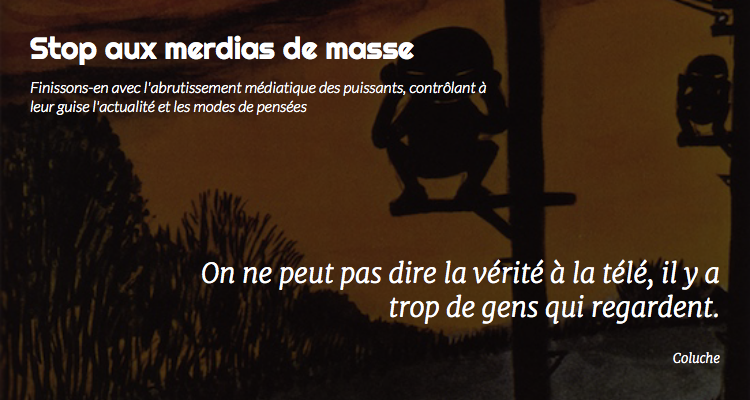 Stop aux merdias de masse
Finissons-en avec l'abrutissement médiatique des puissants, contrôlant à
leur guise l'actualité et les modes de pensées
On ne peut pas dire la vérité à la télé, il y a
trop de gens qui regardent.
Coluche